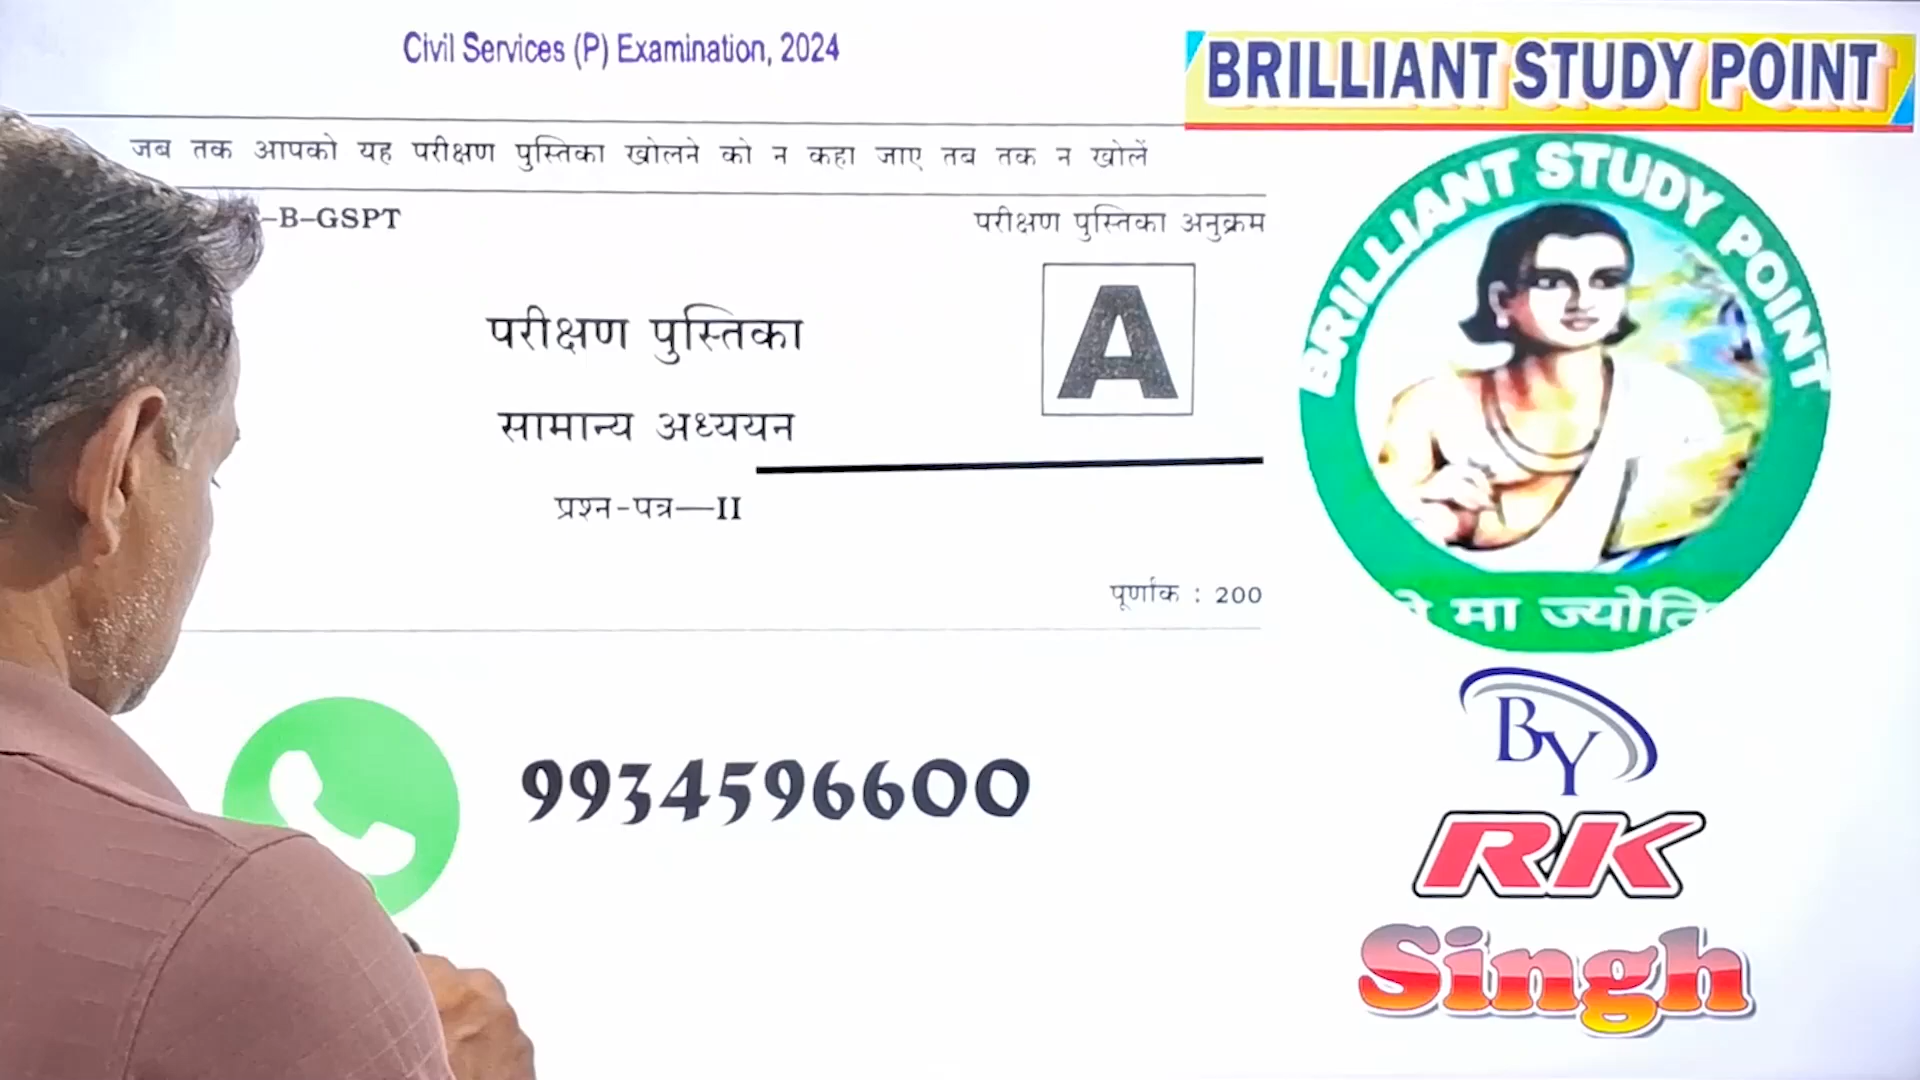 Civil Services (P) Examination, 2024
BRILLIANT STUDY POINT
जब तक आपको यह परीक्षण पुस्तिका खोलने को न कहा जाए तब तक न खोलें
-B-GSPT
परीक्षण पुस्तिका अनुक्रम
A
परीक्षण पुस्तिका
सामान्य अध्ययन
प्रश्न-पत्र—II
पूर्णांक : 200
BRILLIANT STUDY POINT
मा ज्योति
9934596600
BY
RK
Singh